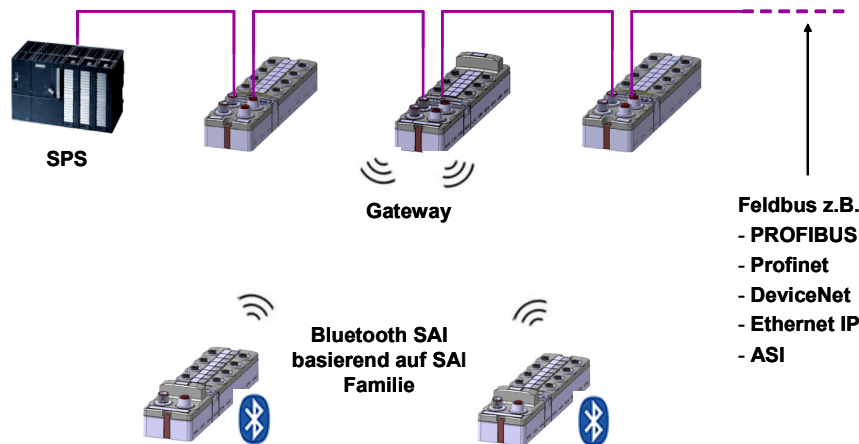 SPS
Gateway
Feldbus z.B.
- PROFIBUS
- Profinet
- DeviceNet
- Ethernet IP
- ASI
Bluetooth SAI
basierend auf SAI
Familie